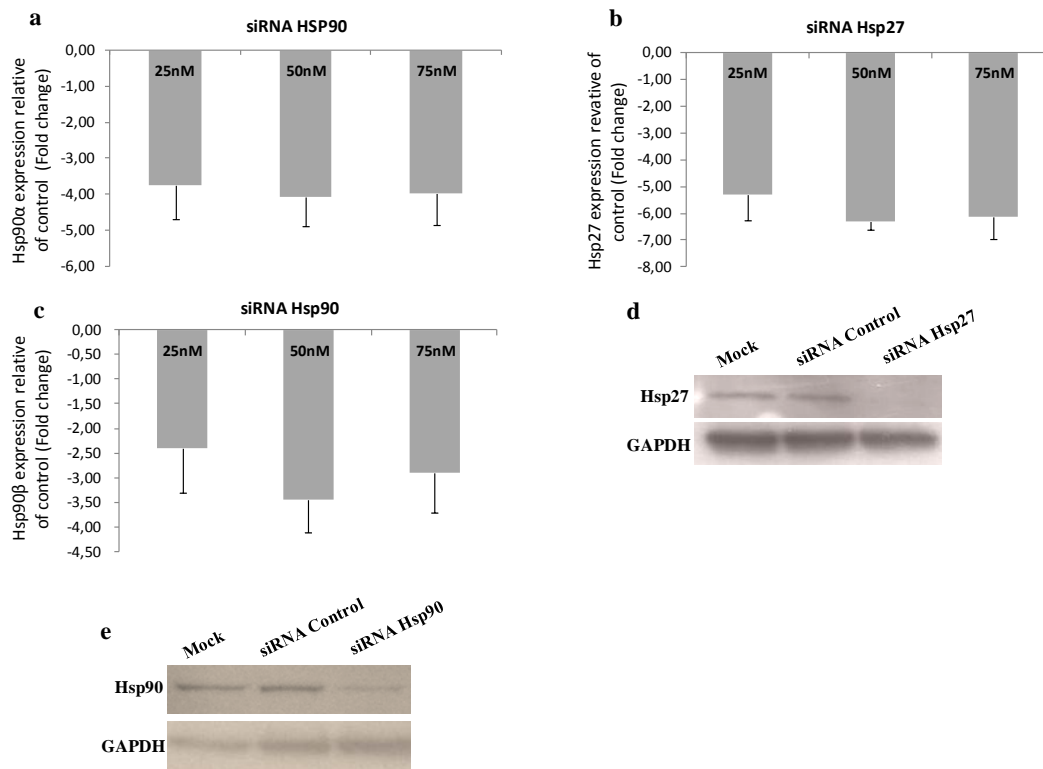 a
siRNA HSP90
0,00
-1,00
-2,00
-3,00
-4,00
-5,00
-6,00
25nM
50nM
75nM
Hsp90α expression relative
of control (Fold change)
b
siRNA Hsp27
0,00
-1,00
-2,00
-3,00
-4,00
-5,00
-6,00
-7,00
-8,00
25nM
50nM
75nM
Hsp27 expression revative of
control (Fold change)
c
siRNA Hsp90
0,00
-0,50
-1,00
-1,50
-2,00
-2,50
-3,00
-3,50
-4,00
-4,50
25nM
50nM
75nM
Hsp90β expression relative
of control (Fold change)
d
Mock
siRNA Control
siRNA Hsp27
Hsp27
GAPDH
e
Mock
siRNA Control
siRNA Hsp90
Hsp90
GAPDH